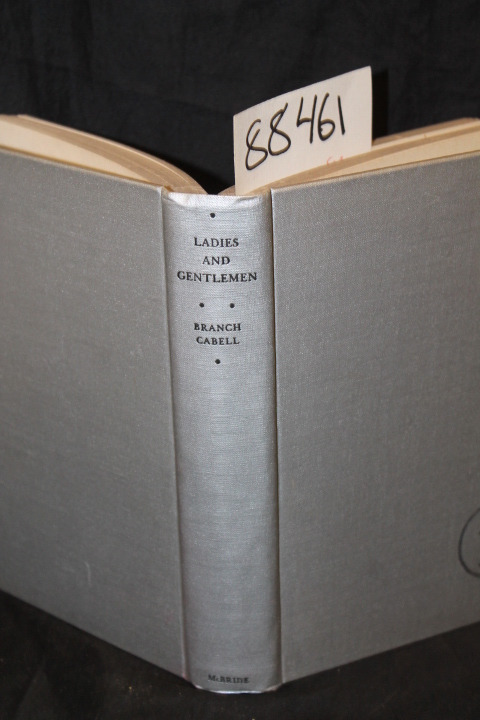 88461
LADIES
AND
GENTLEMEN
BRANCH
CABELL
McBRIDE